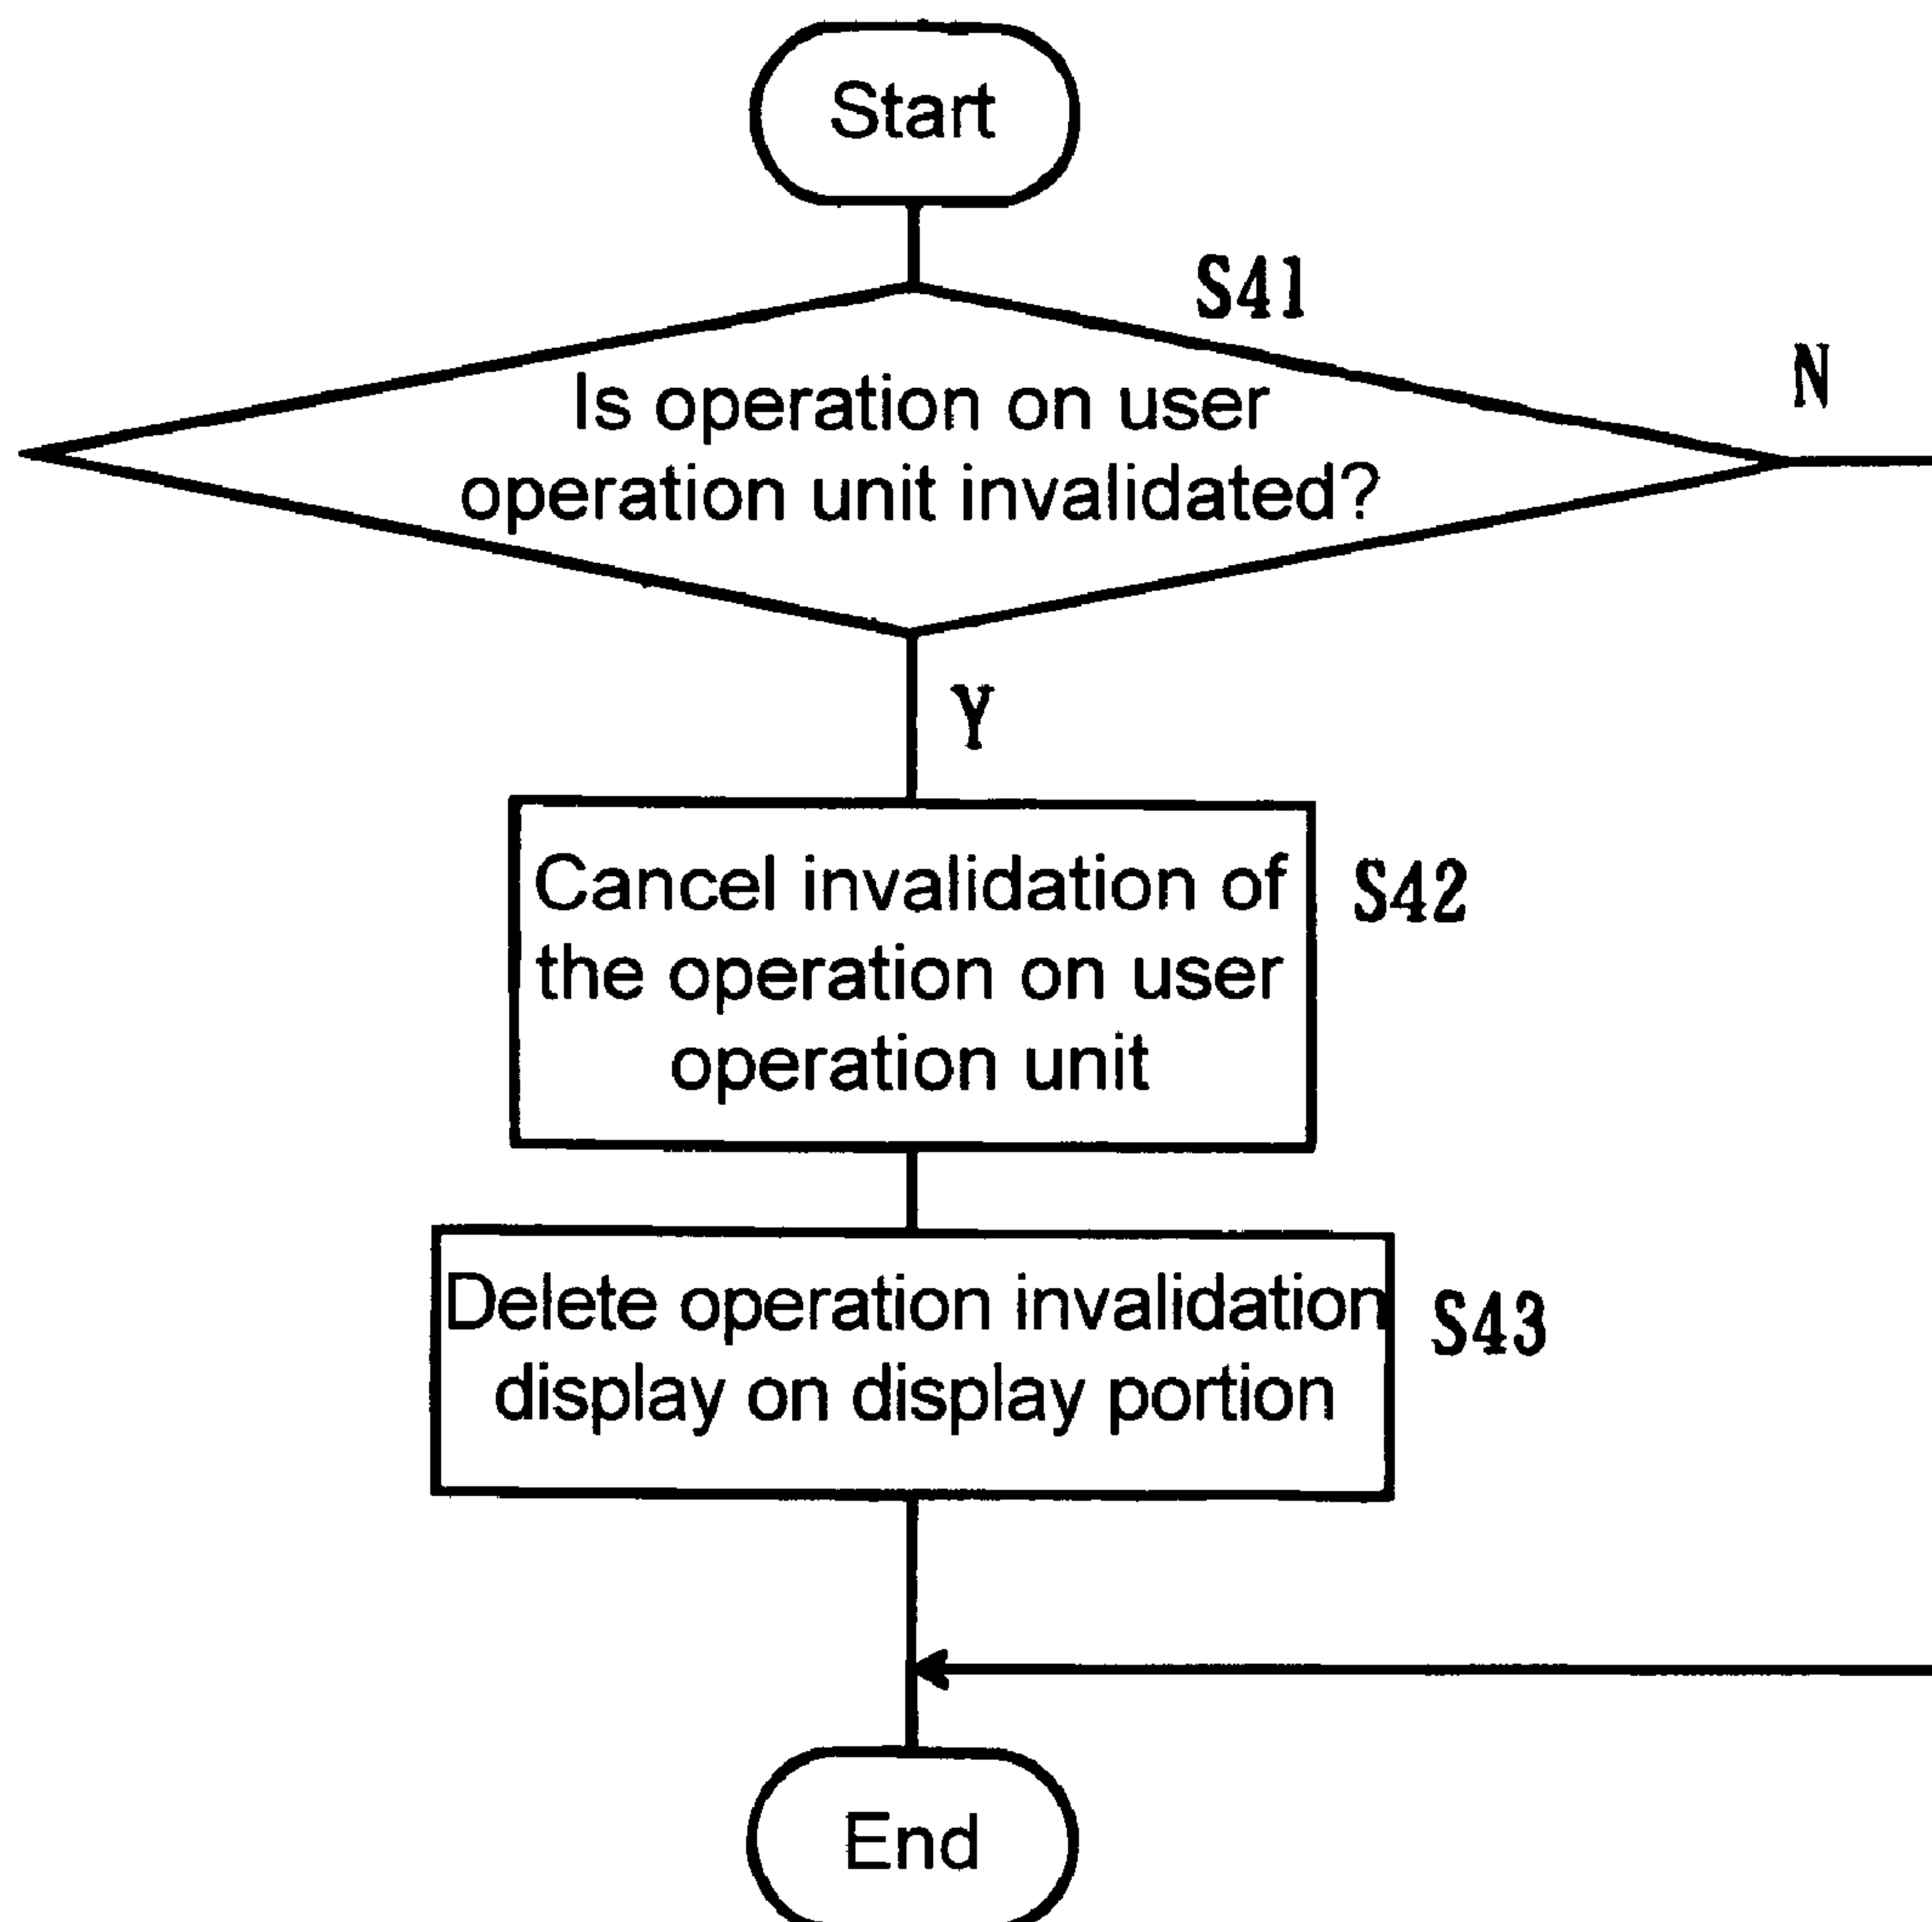 Start
S41
N
Is operation on user
operation unit invalidated?
Y
Cancel invalidation of
the operation on user
operation unit
S42
Delete operation invalidation
display on display portion
S43
End